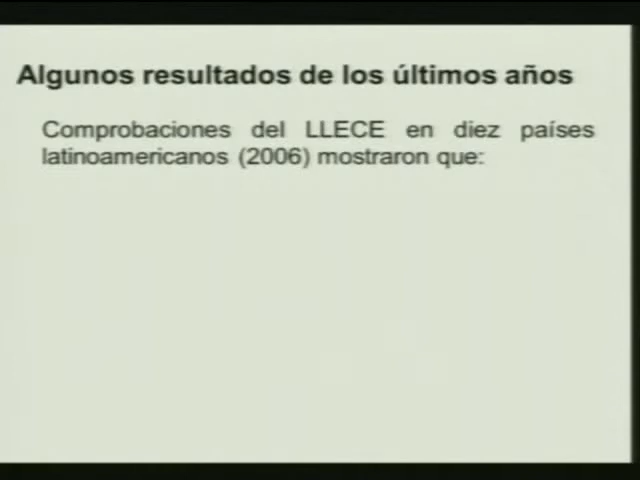 Algunos resultados de los últimos años
Comprobaciones del LLECE en diez países
latinoamericanos (2006) mostraron que: